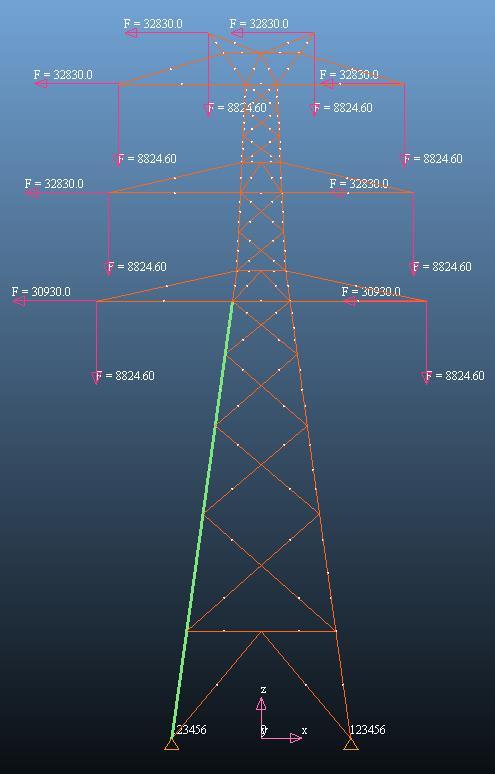 F = 32830.0 F = 32830.0
F = 32830.0 F = 32830.0
F = 8824.60 F = 8824.60
F = 8824.60 F = 8824.60
F = 32830.0 F = 32830.0
F = 8824.60 F = 8824.60
F = 30930.0 F = 30930.0
F = 8824.60 F = 8824.60
z
123456 x 123456